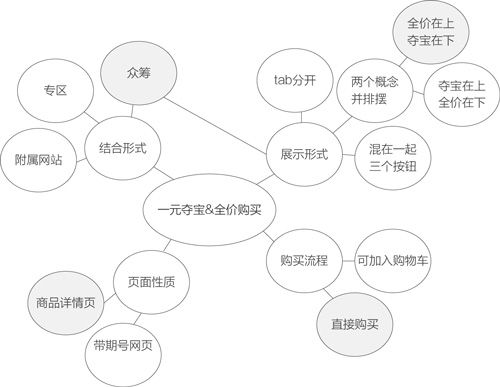 全价在上
夺宝在下
众筹
专区
tab分开
两个概念
并排摆
夺宝在上
全价在下
附属网站
结合形式
展示形式
混在一起
三个按钮
一元夺宝&全价购买
购买流程
可加入购物车
页面性质
商品详情页
直接购买
带期号网页